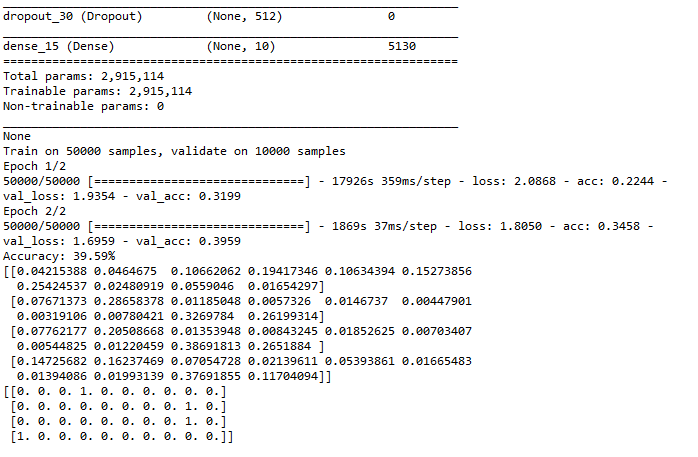 dropout_30 (Dropout) (None, 512) 0
dense_15 (Dense) (None, 10) 5130
=================================================================
Total params: 2,915,114
Trainable params: 2,915,114
Non-trainable params: 0
_________________________________________________________________
None
Train on 50000 samples, validate on 10000 samples
Epoch 1/2
50000/50000 [==============================] - 17926s 359ms/step - loss: 2.0868 - acc: 0.2244 -
val_loss: 1.9354 - val_acc: 0.3199
Epoch 2/2
50000/50000 [==============================] - 1869s 37ms/step - loss: 1.8050 - acc: 0.3458 -
val_loss: 1.6959 - val_acc: 0.3959
Accuracy: 39.59%
[[0.04215388 0.0464675  0.10662062 0.19417346 0.10634394 0.15273856
  0.25424537 0.02480919 0.0559046  0.01654297]
 [0.07671373 0.28658378 0.01185048 0.0057326  0.0146737  0.00447901
  0.00319106 0.00780421 0.3269784  0.26199314]
 [0.07762177 0.20508668 0.01353948 0.00843245 0.01852625 0.00703407
  0.00544825 0.01220459 0.38691813 0.2651884 ]
 [0.14725682 0.16237469 0.07054728 0.02139611 0.05393861 0.01665483
  0.01394086 0.01993139 0.37691855 0.11704094]]
[[0. 0. 0. 1. 0. 0. 0. 0. 0. 0.]
 [0. 0. 0. 0. 0. 0. 0. 0. 1. 0.]
 [0. 0. 0. 0. 0. 0. 0. 0. 1. 0.]
 [1. 0. 0. 0. 0. 0. 0. 0. 0. 0.]]